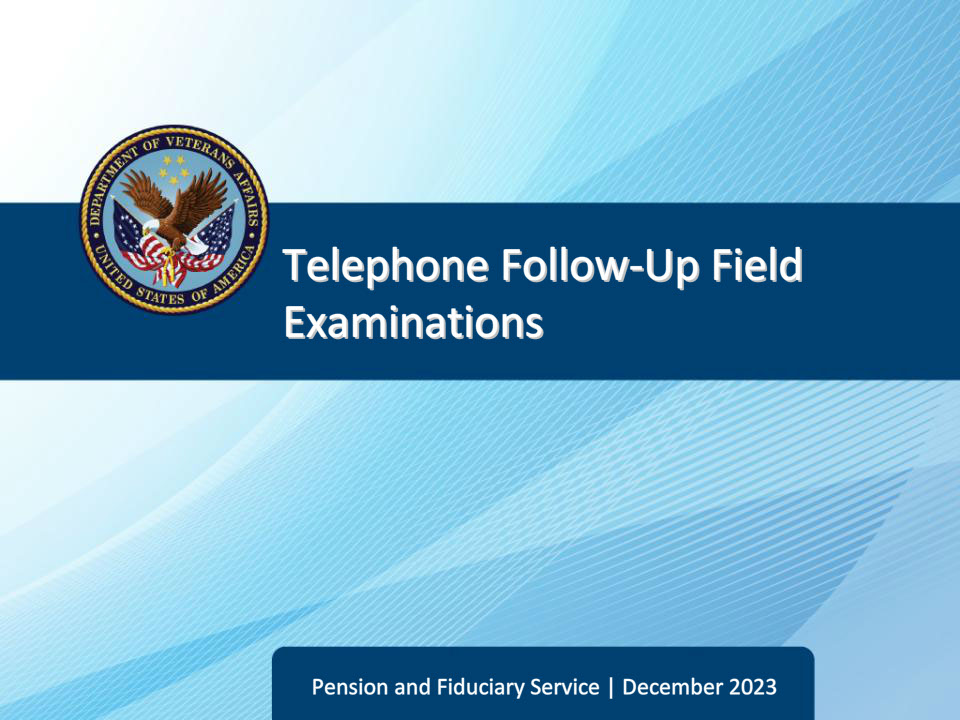 DEPARTMENT OF VETERANS AFFAIRS
UNITED STATES OF AMERICA
Telephone Follow-Up Field
Examinations
Pension and Fiduciary Service | December 2023